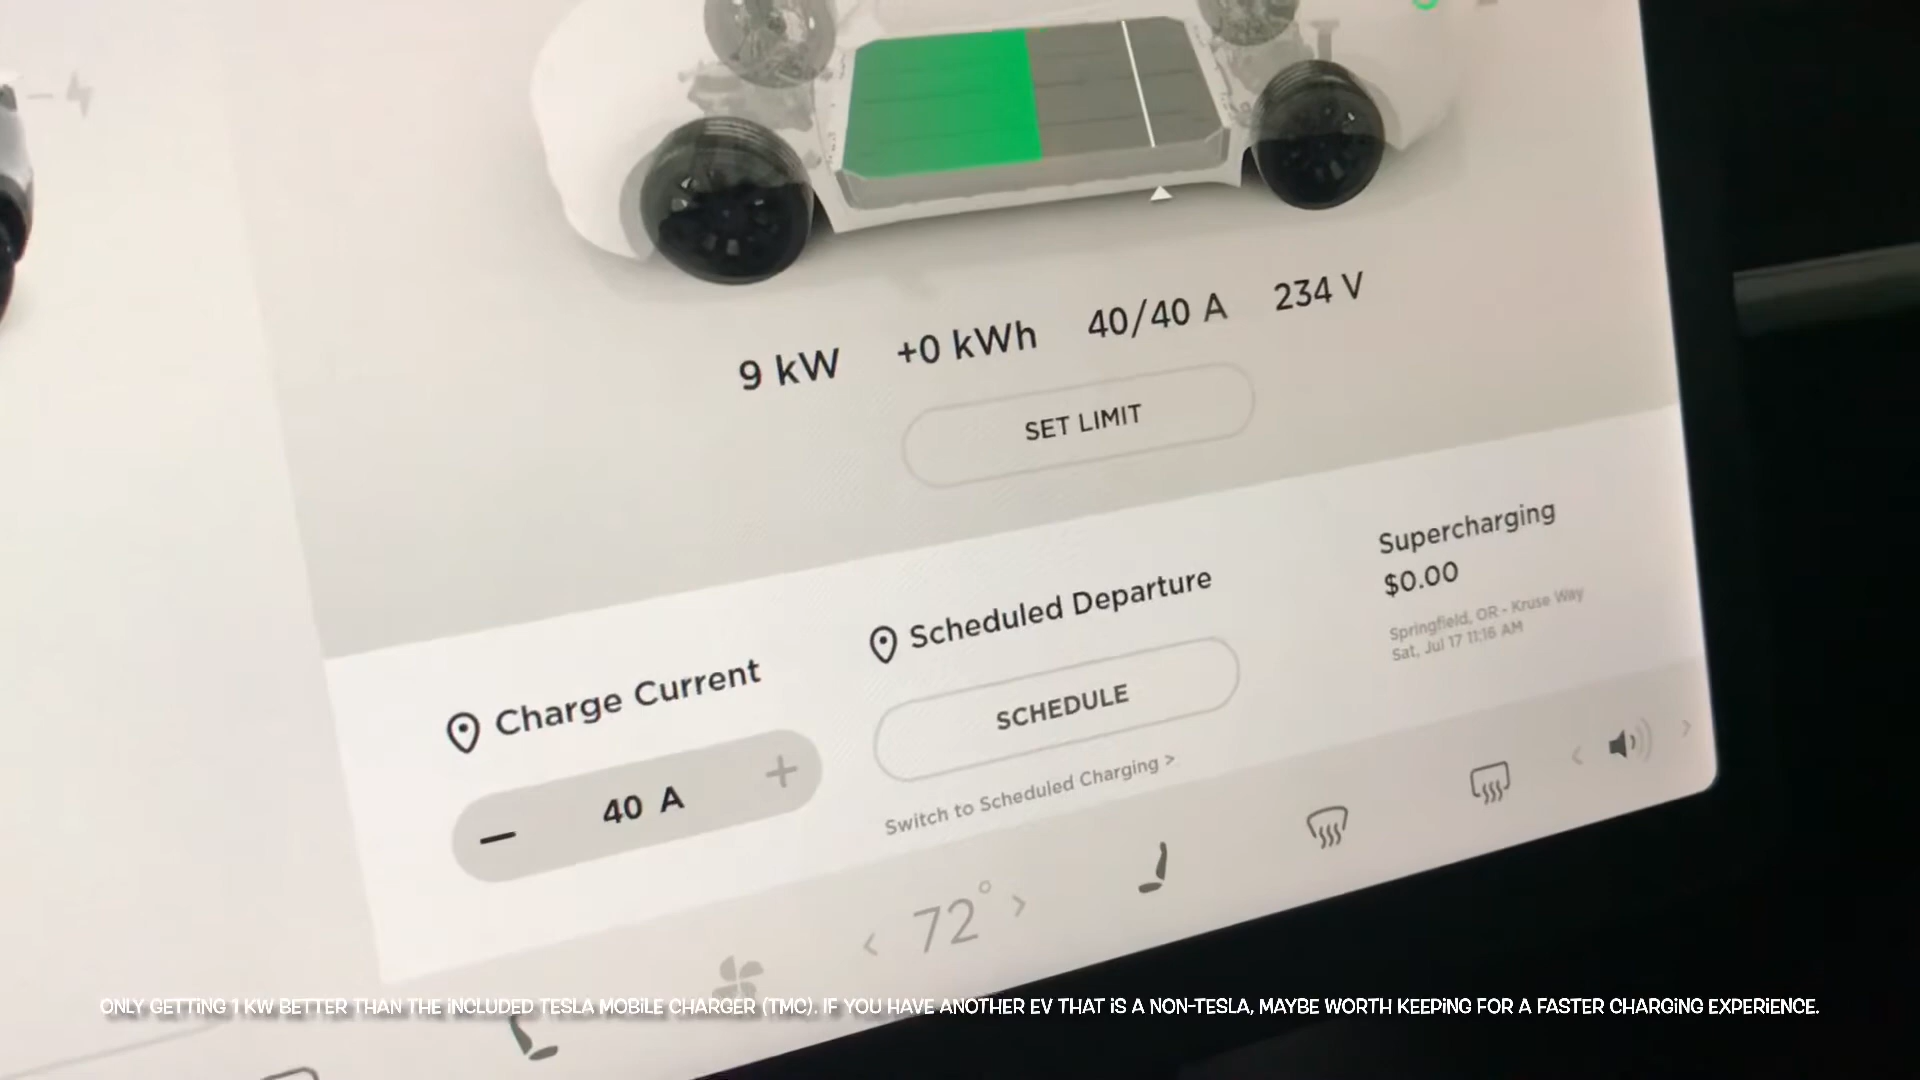 9 kW +0 kWh 40/40 A 234 V
SET LIMIT
Supercharging
$0.00
Springfield, OR - Kruse Way
Sat, Jul 17 11:16 AM
Scheduled Departure
SCHEDULE
Switch to Scheduled Charging >
Charge Current
— 40 A +
< 72° >
ONLY GETTING 1 KW BETTER THAN THE INCLUDED TESLA MOBILE CHARGER (TMC). IF YOU HAVE ANOTHER EV THAT IS A NON-TESLA, MAYBE WORTH KEEPING FOR A FASTER CHARGING EXPERIENCE.